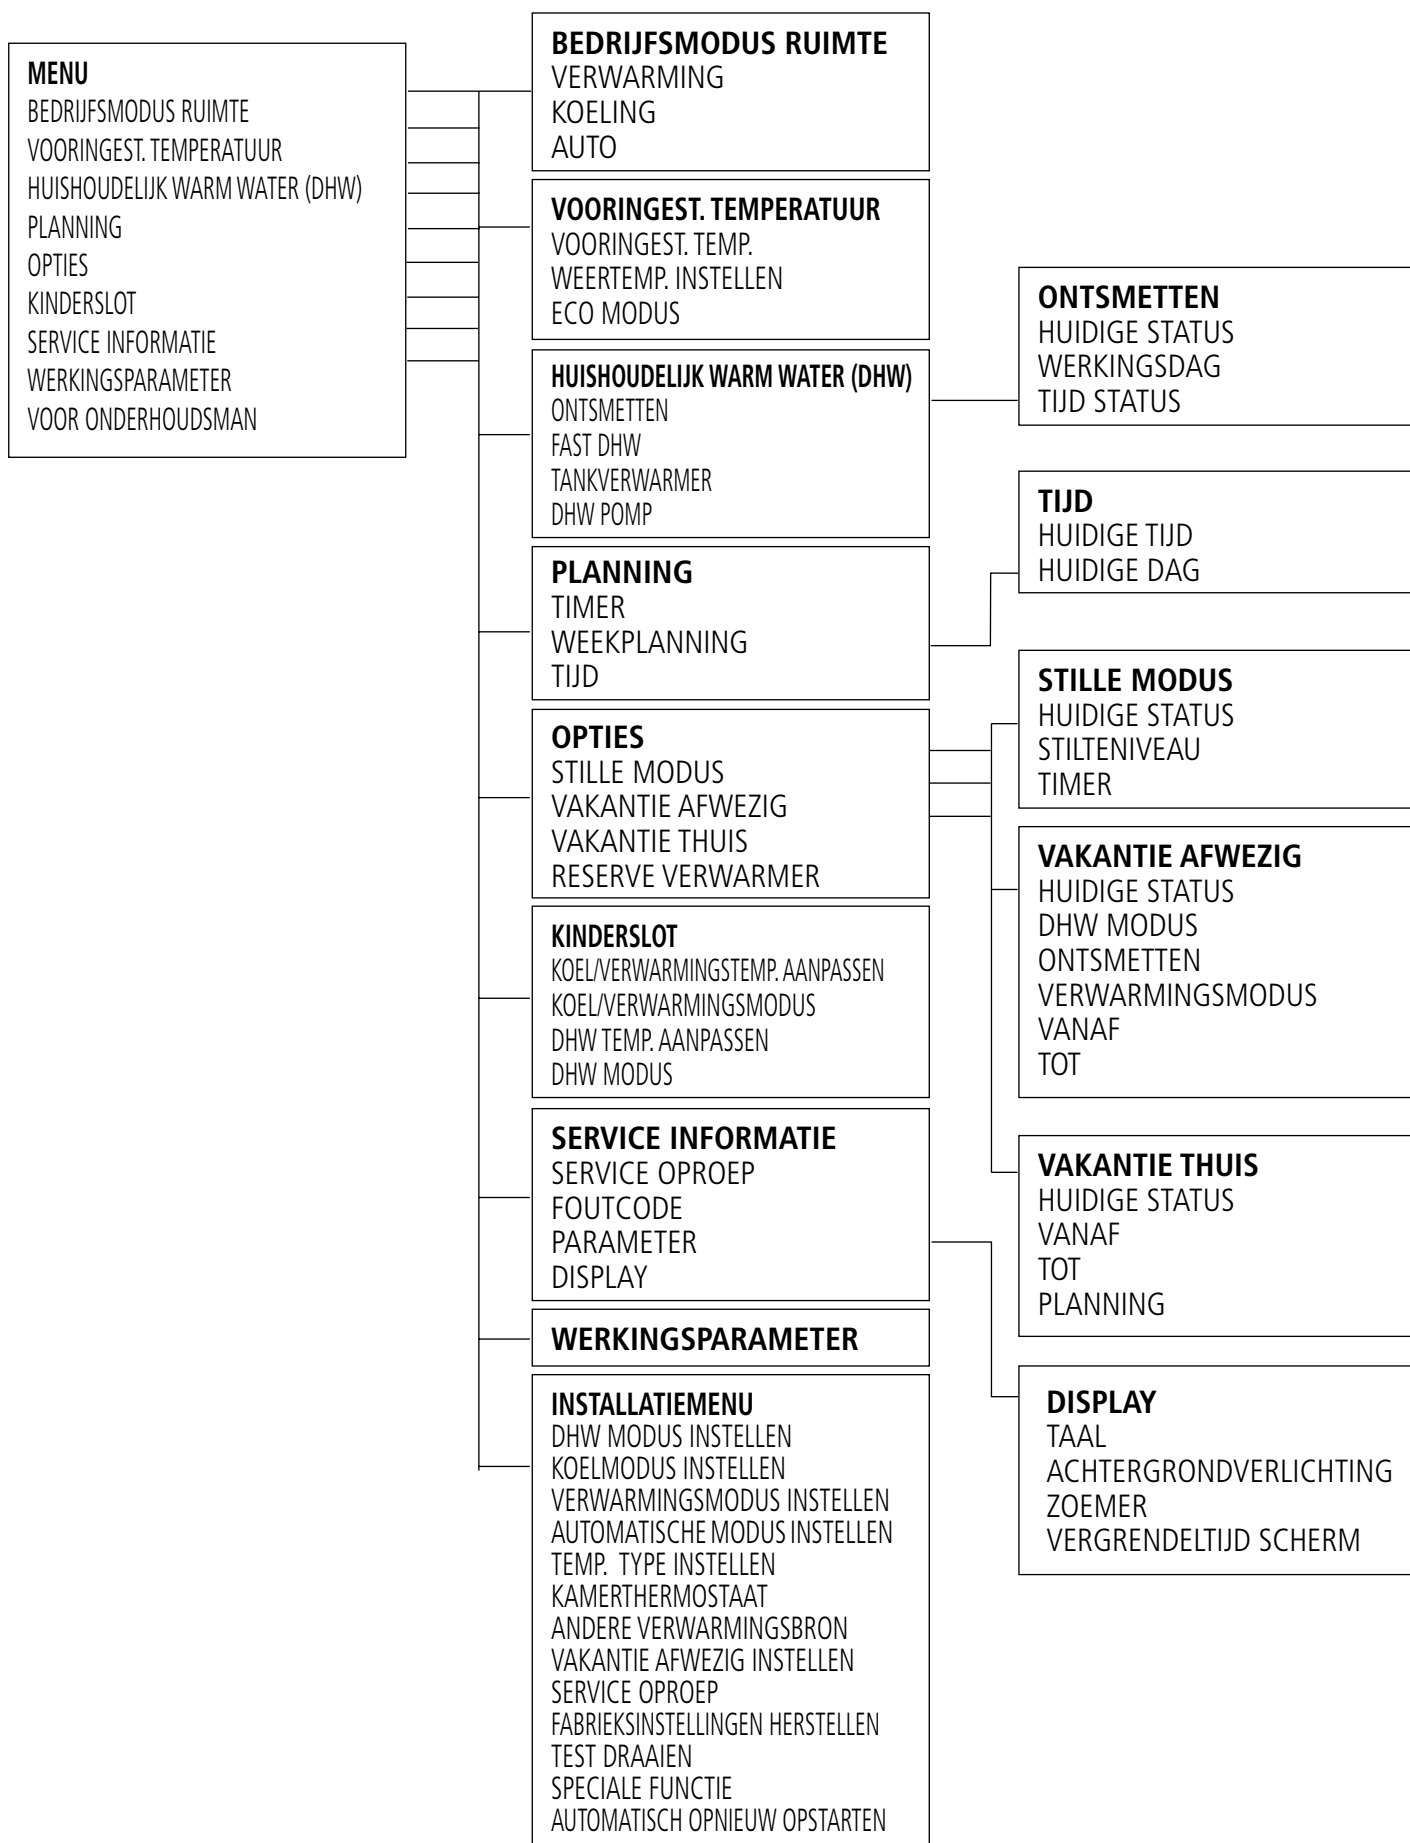 MENU
BEDRIJFSMODUS RUIMTE
VOORINGEST. TEMPERATUUR
HUISHOUDELIJK WARM WATER (DHW)
PLANNING
OPTIES
KINDERSLOT
SERVICE INFORMATIE
WERKINGSPARAMETER
VOOR ONDERHOUDSMAN
BEDRIJFSMODUS RUIMTE
VERWARMING
KOELING
AUTO
VOORINGEST. TEMPERATUUR
VOORINGEST. TEMP.
WEERTEMP. INSTELLEN
ECO MODUS
HUISHOUDELIJK WARM WATER (DHW)
ONTSMETTEN
FAST DHW
TANKVERWARMER
DHW POMP
PLANNING
TIMER
WEEKPLANNING
TIJD
OPTIES
STILLE MODUS
VAKANTIE AFWEZIG
VAKANTIE THUIS
RESERVE VERWARMER
KINDERSLOT
KOEL/VERWARMINGSTEMP. AANPASSEN
KOEL/VERWARMINGSMODUS
DHW TEMP. AANPASSEN
DHW MODUS
SERVICE INFORMATIE
SERVICE OPROEP
FOUTCODE
PARAMETER
DISPLAY
WERKINGSPARAMETER
INSTALLATIEMENU
DHW MODUS INSTELLEN
KOELMODUS INSTELLEN
VERWARMINGSMODUS INSTELLEN
AUTOMATISCHE MODUS INSTELLEN
TEMP. TYPE INSTELLEN
KAMERTHERMOSTAAT
ANDERE VERWARMINGSBRON
VAKANTIE AFWEZIG INSTELLEN
SERVICE OPROEP
FABRIEKSINSTELLINGEN HERSTELLEN
TEST DRAAIEN
SPECIALE FUNCTIE
AUTOMATISCH OPNIEUW OPSTARTEN
ONTSMETTEN
HUIDIGE STATUS
WERKINGSDAG
TIJD STATUS
TIJD
HUIDIGE TIJD
HUIDIGE DAG
STILLE MODUS
HUIDIGE STATUS
STILTENIVEAU
TIMER
VAKANTIE AFWEZIG
HUIDIGE STATUS
DHW MODUS
ONTSMETTEN
VERWARMINGSMODUS
VANAF
TOT
VAKANTIE THUIS
HUIDIGE STATUS
VANAF
TOT
PLANNING
DISPLAY
TAAL
ACHTERGRONDVERLICHTING
ZOEMER
VERGRENDELTIJD SCHERM